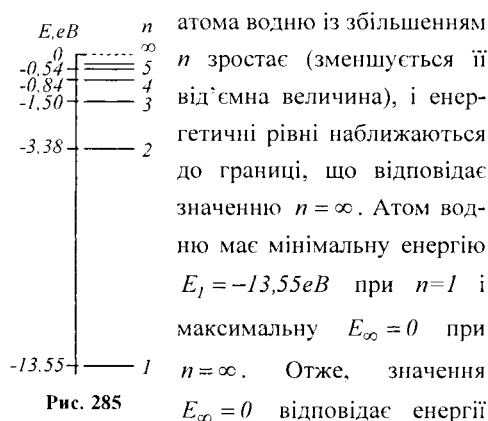 E,eB n
0 ∞
-0.54 5
-0.84 4
-1,50 3
-3.38 2
-13.55 1
Рис. 285
атома водню із збільшенням
n зростає (зменшується її
від'ємна величина), і енер-
гетичні рівні наближаються
до границі, що відповідає
значенню n = ∞. Атом вод-
ню має мінімальну енергію
E₁ = −13,55eB при n=1 і
максимальну E∞ = 0 при
n = ∞. Отже, значення
E∞ = 0 відповідає енергії